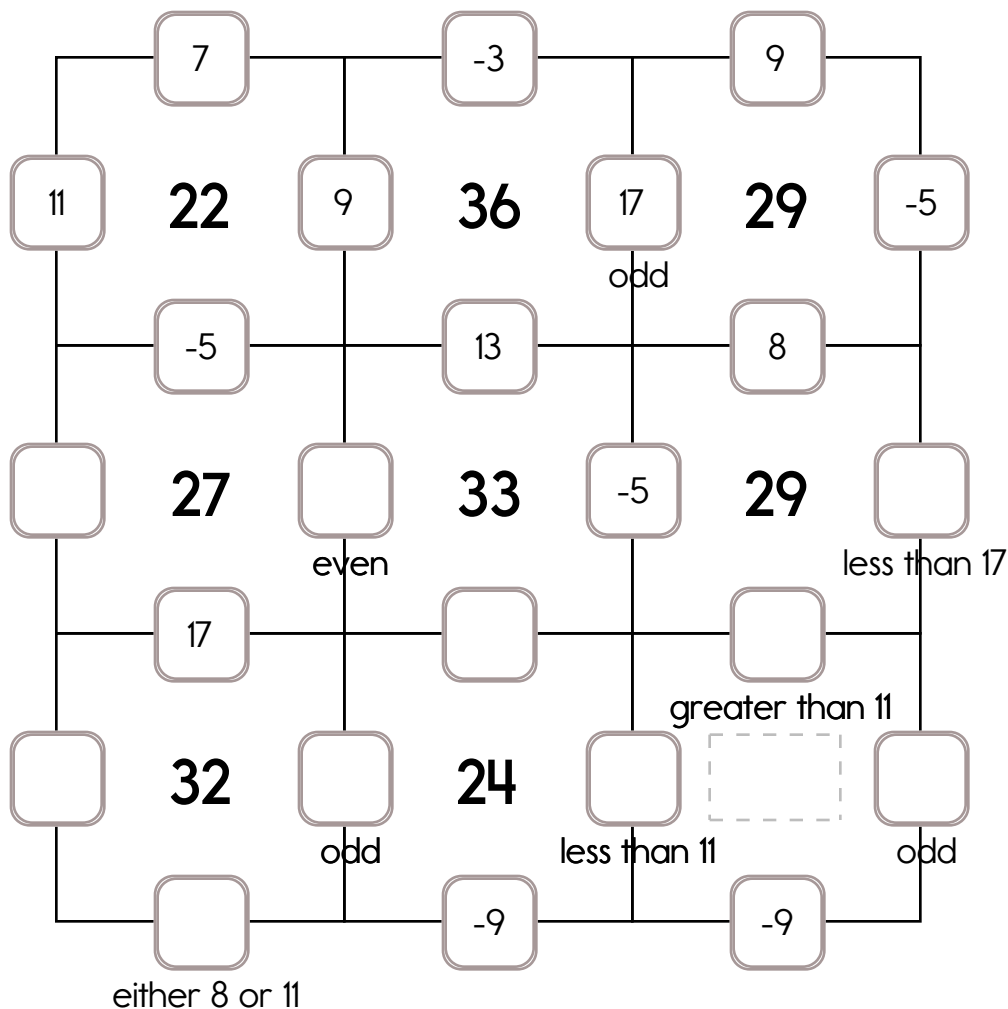 7 -3 9
11 22 9 36 17 29 -5
odd
-5 13 8
27 33 -5 29
even less than 17
17
greater than 11
32 24
odd less than 11 odd
-9 -9
either 8 or 11